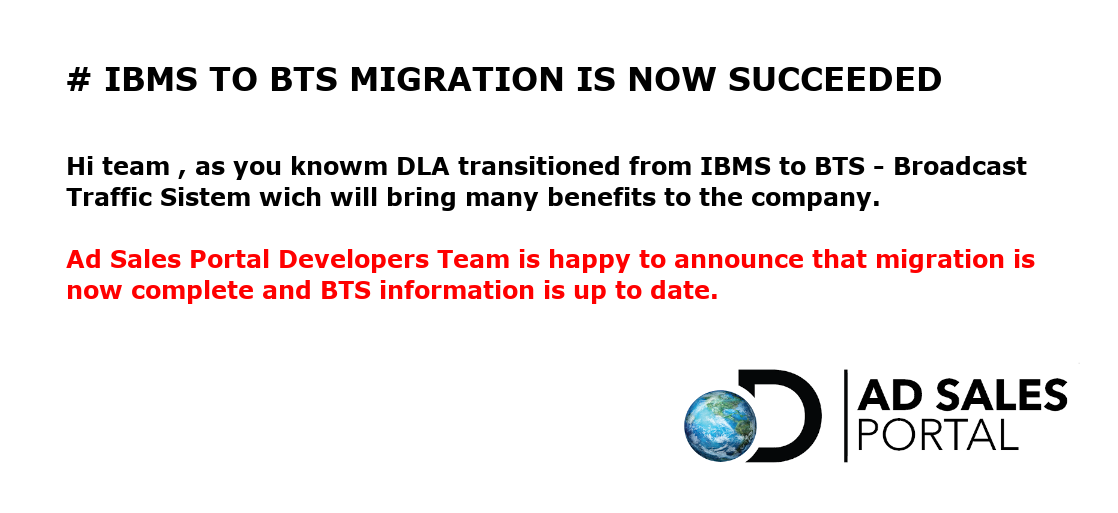 # IBMS TO BTS MIGRATION IS NOW SUCCEEDED
Hi team , as you knowm DLA transitioned from IBMS to BTS - Broadcast
Traffic Sistem wich will bring many benefits to the company.
Ad Sales Portal Developers Team is happy to announce that migration is
now complete and BTS information is up to date.
AD SALES
PORTAL